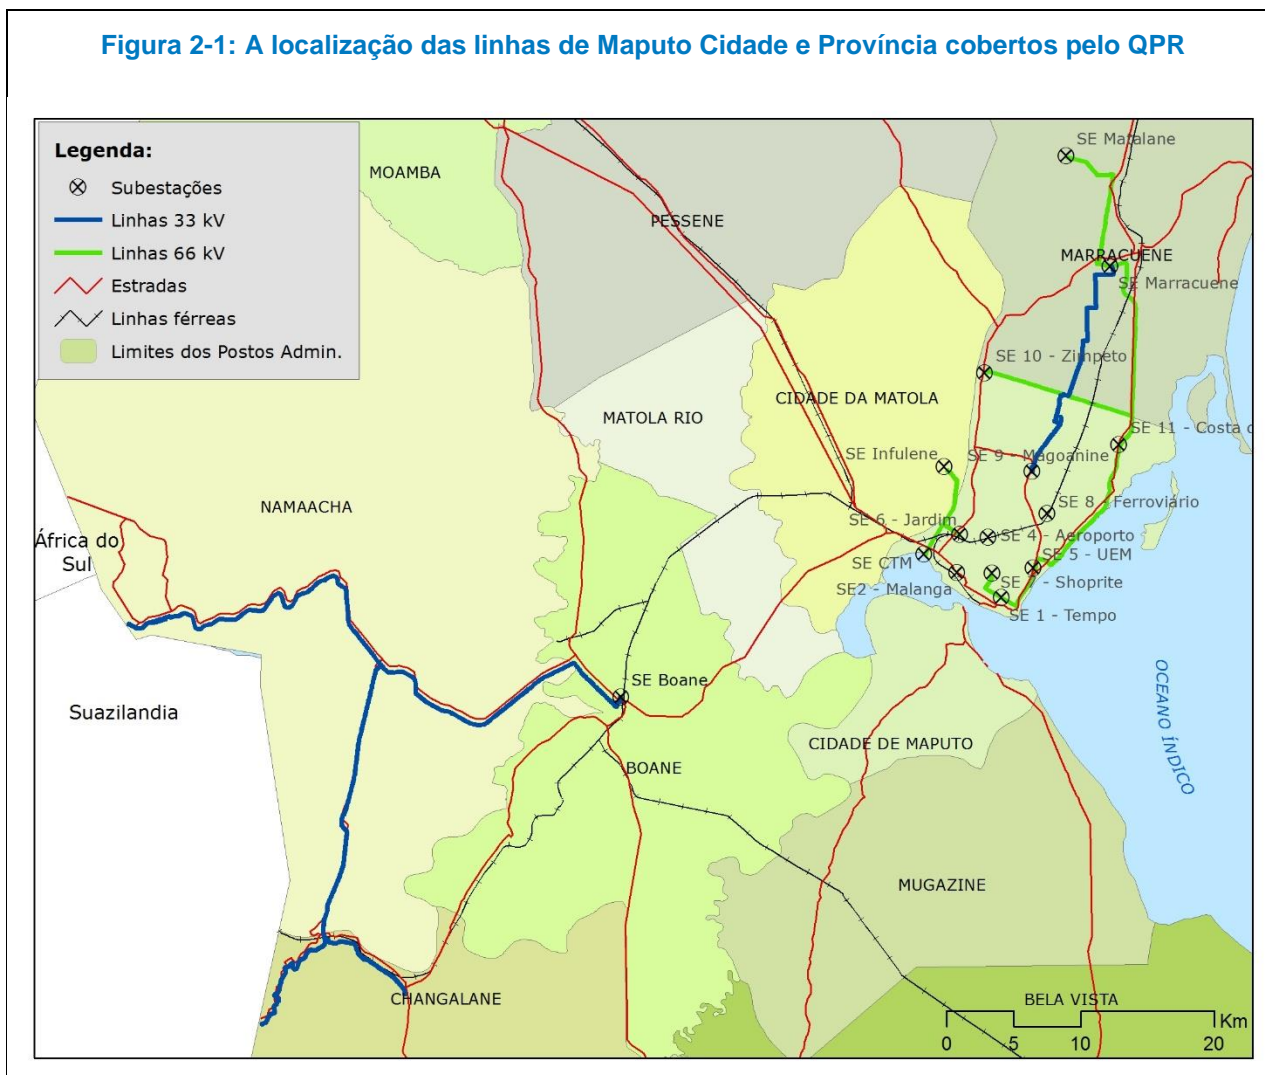 Figura 2-1: A localização das linhas de Maputo Cidade e Província cobertos pelo QPR
Legenda:
Subestações
Linhas 33 kV
Linhas 66 kV
Estradas
Linhas férreas
Limites dos Postos Admin.
MOAMBA
PESSENE
SE Matalane
MARRACUENE
SE Marracuene
SE 10 - Zimpeto
CIDADE DA MATOLA
MATOLA RIO
SE 11 - Costa d
SE Infulene
SE 9 - Magoanine
NAMAACHA
SE 8 - Ferroviário
SE 6 - Jardim
SE 4 - Aeroporto
África do
Sul
SE CTM
SE 5 - UEM
SE2 - Malanga
Shoprite
SE 1 - Tempo
SE Boane
Suazilandia
OCEANO ÍNDICO
CIDADE DE MAPUTO
BOANE
MUGAZINE
CHANGALANE
BELA VISTA
Km
0 5 10 20